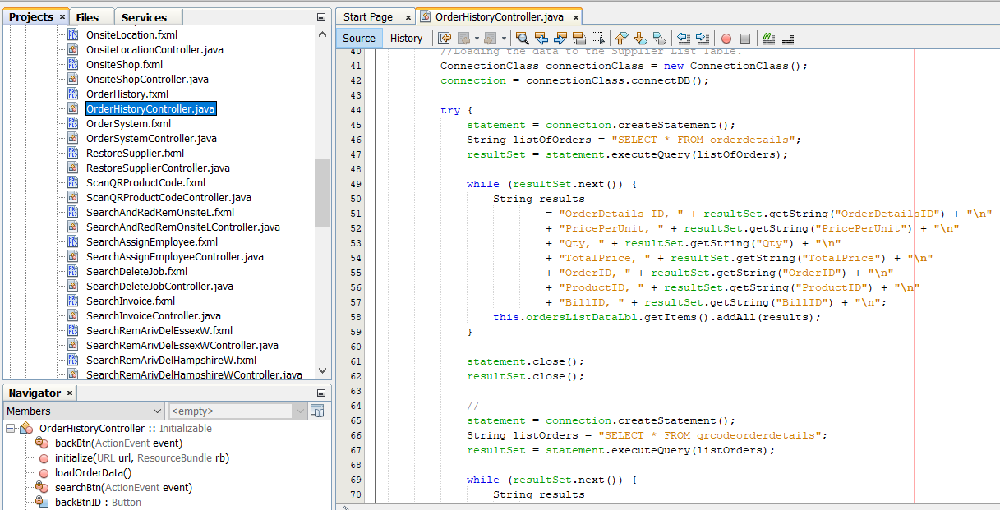 Projects × Files Services
OnsiteLocation.fxml
OnsiteLocationController.java
OnsiteShop.fxml
OnsiteShopController.java
OrderHistory.fxml
OrderHistoryController.java
OrderSystem.fxml
OrderSystemController.java
RestoreSupplier.fxml
RestoreSupplierController.java
ScanQRProductCode.fxml
ScanQRProductCodeController.java
SearchAndRedRemOnsiteL.fxml
SearchAndRedRemOnsiteLController.java
SearchAssignEmployee.fxml
SearchAssignEmployeeController.java
SearchDeleteJob.fxml
SearchDeleteJobController.java
SearchInvoice.fxml
SearchInvoiceController.java
SearchRemArivDelEssexW.fxml
SearchRemArivDelEssexWController.java
SearchRemArivDelHampshireW.fxml
SearchRemArivDelHampshireWController.java
Navigator ×
Members <empty>
OrderHistoryController :: Initializable
backBtn(ActionEvent event)
initialize(URL url, ResourceBundle rb)
loadOrderData()
searchBtn(ActionEvent event)
backBtnID : Button
Start Page × OrderHistoryController.java ×
Source History
40 //Loading the data to the Supplier List Table.
41 ConnectionClass connectionClass = new ConnectionClass();
42 connection = connectionClass.connectDB();
43
44 try {
45 statement = connection.createStatement();
46 String listOfOrders = "SELECT * FROM orderdetails";
47 resultSet = statement.executeQuery(listOfOrders);
48
49 while (resultSet.next()) {
50 String results
51 = "OrderDetails ID, " + resultSet.getString("OrderDetailsID") + "\n"
52 + "PricePerUnit, " + resultSet.getString("PricePerUnit") + "\n"
53 + "Qty, " + resultSet.getString("Qty") + "\n"
54 + "TotalPrice, " + resultSet.getString("TotalPrice") + "\n"
55 + "OrderID, " + resultSet.getString("OrderID") + "\n"
56 + "ProductID, " + resultSet.getString("ProductID") + "\n"
57 + "BillID, " + resultSet.getString("BillID") + "\n";
58 this.ordersListDataLbl.getItems().addAll(results);
59 }
60
61 statement.close();
62 resultSet.close();
63
64 //
65 statement = connection.createStatement();
66 String listOrders = "SELECT * FROM qrcodeorderdetails";
67 resultSet = statement.executeQuery(listOrders);
68
69 while (resultSet.next()) {
70 String results